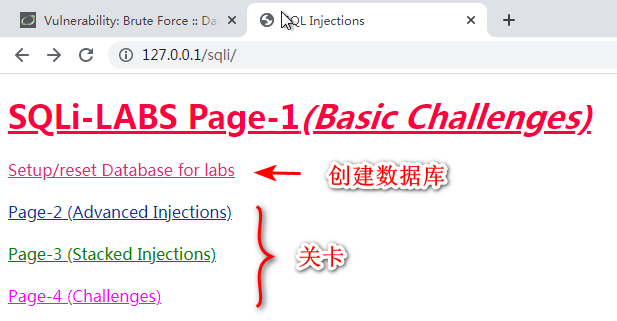 Vulnerability: Brute Force :: Da
SQL Injections
127.0.0.1/sqli/
SQLi-LABS Page-1(Basic Challenges)
Setup/reset Database for labs
创建数据库
Page-2 (Advanced Injections)
Page-3 (Stacked Injections)
关卡
Page-4 (Challenges)